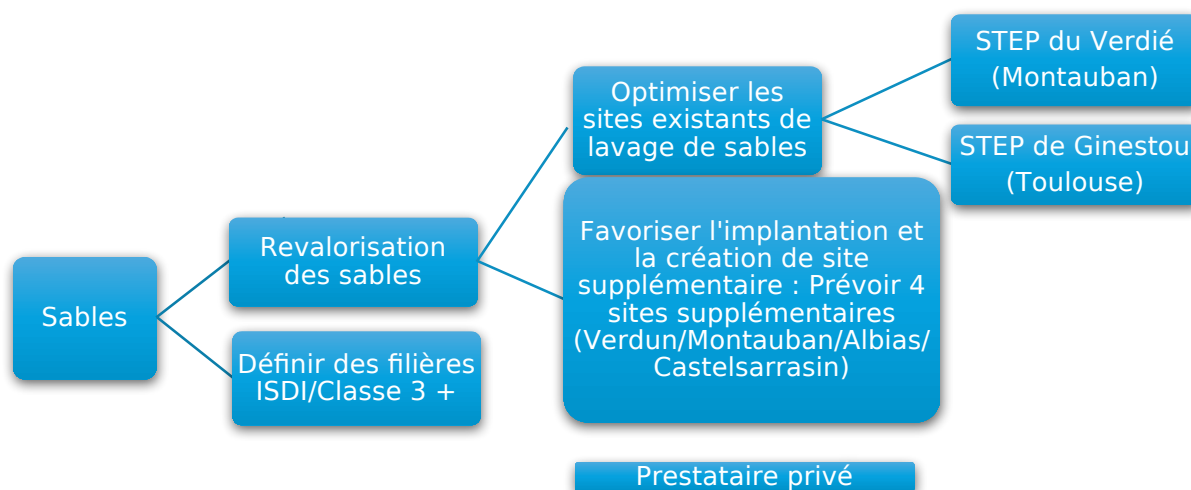 Sables
Revalorisation
des sables
Définir des filières
ISDI/Classe 3 +
Optimiser les
sites existants de
lavage de sables
Favoriser l'implantation et
la création de site
supplémentaire : Prévoir 4
sites supplémentaires
(Verdun/Montauban/Albias/
Castelsarrasin)
Prestataire privé
STEP du Verdié
(Montauban)
STEP de Ginestou
(Toulouse)